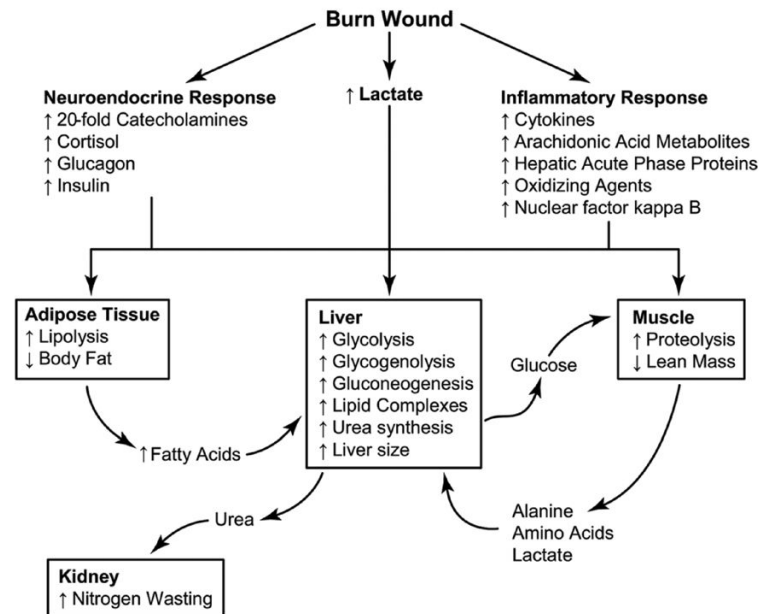 Burn Wound
Neuroendocrine Response
↑ 20-fold Catecholamines
↑ Cortisol
↑ Glucagon
↑ Insulin
↑ Lactate
Inflammatory Response
↑ Cytokines
↑ Arachidonic Acid Metabolites
↑ Hepatic Acute Phase Proteins
↑ Oxidizing Agents
↑ Nuclear factor kappa B
Adipose Tissue
↑ Lipolysis
↓ Body Fat
Liver
↑ Glycolysis
↑ Glycogenolysis
↑ Gluconeogenesis
↑ Lipid Complexes
↑ Urea synthesis
↑ Liver size
Muscle
↑ Proteolysis
↓ Lean Mass
Glucose
↑ Fatty Acids
Alanine
Amino Acids
Lactate
Urea
Kidney
↑ Nitrogen Wasting